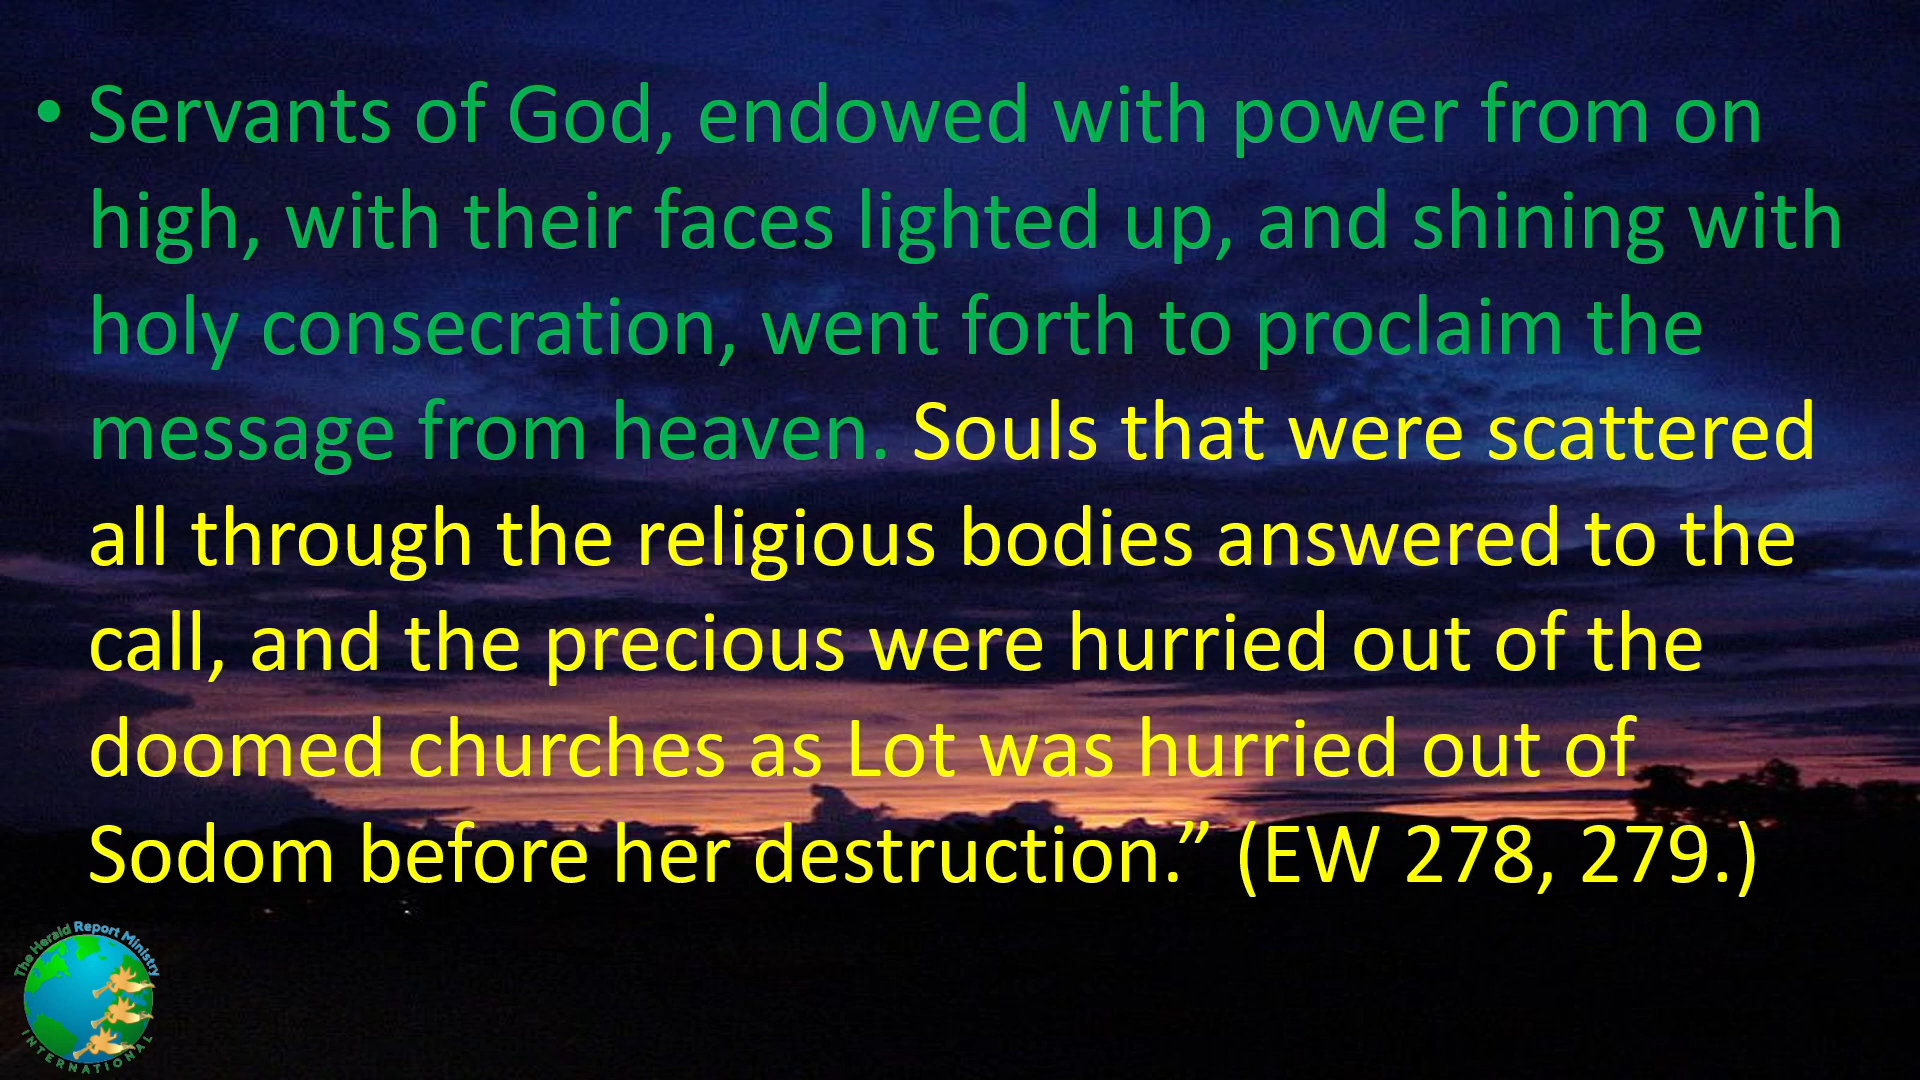 • Servants of God, endowed with power from on
high, with their faces lighted up, and shining with
holy consecration, went forth to proclaim the
message from heaven. Souls that were scattered
all through the religious bodies answered to the
call, and the precious were hurried out of the
doomed churches as Lot was hurried out of
Sodom before her destruction.” (EW 278, 279.)
The Herald Report Ministry
INTERNATIONAL